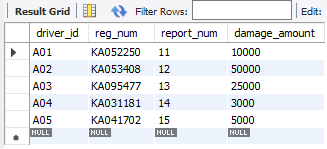 Result Grid Filter Rows: Edit:
driver_id reg_num report_num damage_amount
A01 KA052250 11 10000
A02 KA053408 12 50000
A03 KA095477 13 25000
A04 KA031181 14 3000
A05 KA041702 15 5000
NULL NULL NULL NULL